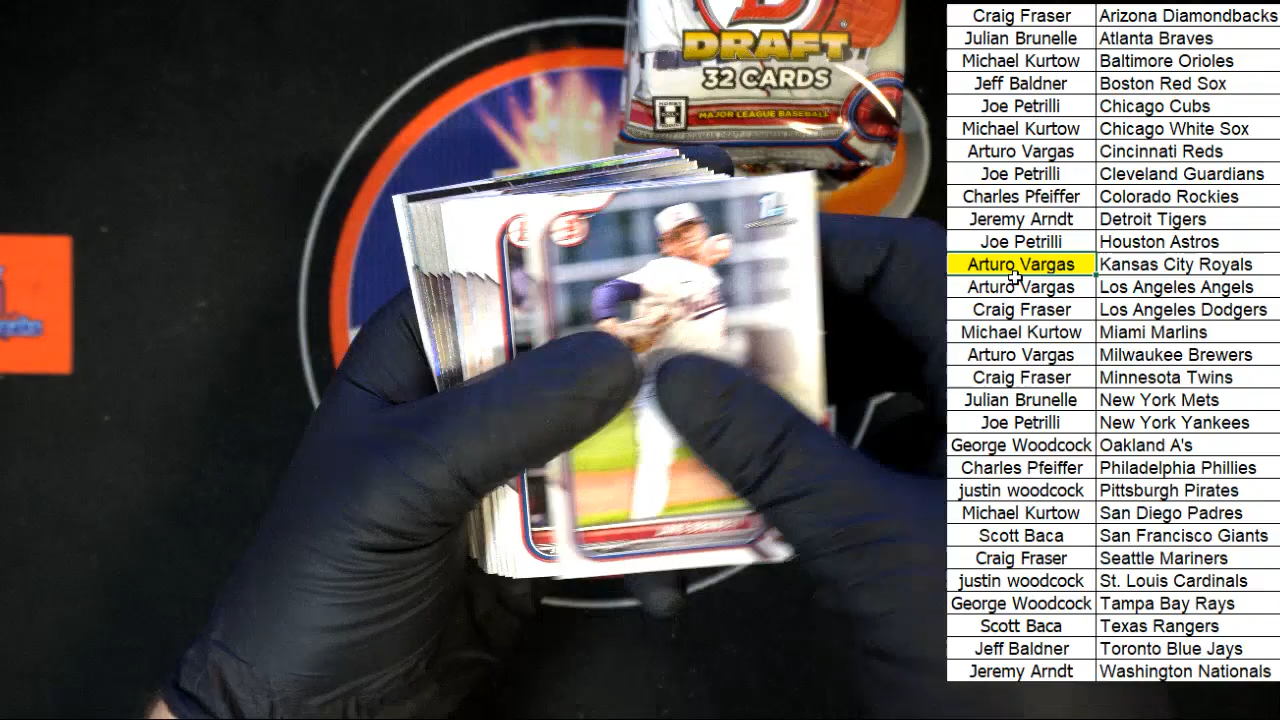 DRAFT
32 CARDS
MAJOR LEAGUE BASEBALL
Craig Fraser Arizona Diamondbacks
Julian Brunelle Atlanta Braves
Michael Kurtow Baltimore Orioles
Jeff Baldner Boston Red Sox
Joe Petrilli Chicago Cubs
Michael Kurtow Chicago White Sox
Arturo Vargas Cincinnati Reds
Joe Petrilli Cleveland Guardians
Charles Pfeiffer Colorado Rockies
Jeremy Arndt Detroit Tigers
Joe Petrilli Houston Astros
Arturo Vargas Kansas City Royals
Arturo Vargas Los Angeles Angels
Craig Fraser Los Angeles Dodgers
Michael Kurtow Miami Marlins
Arturo Vargas Milwaukee Brewers
Craig Fraser Minnesota Twins
Julian Brunelle New York Mets
Joe Petrilli New York Yankees
George Woodcock Oakland A's
Charles Pfeiffer Philadelphia Phillies
justin woodcock Pittsburgh Pirates
Michael Kurtow San Diego Padres
Scott Baca San Francisco Giants
Craig Fraser Seattle Mariners
justin woodcock St. Louis Cardinals
George Woodcock Tampa Bay Rays
Scott Baca Texas Rangers
Jeff Baldner Toronto Blue Jays
Jeremy Arndt Washington Nationals